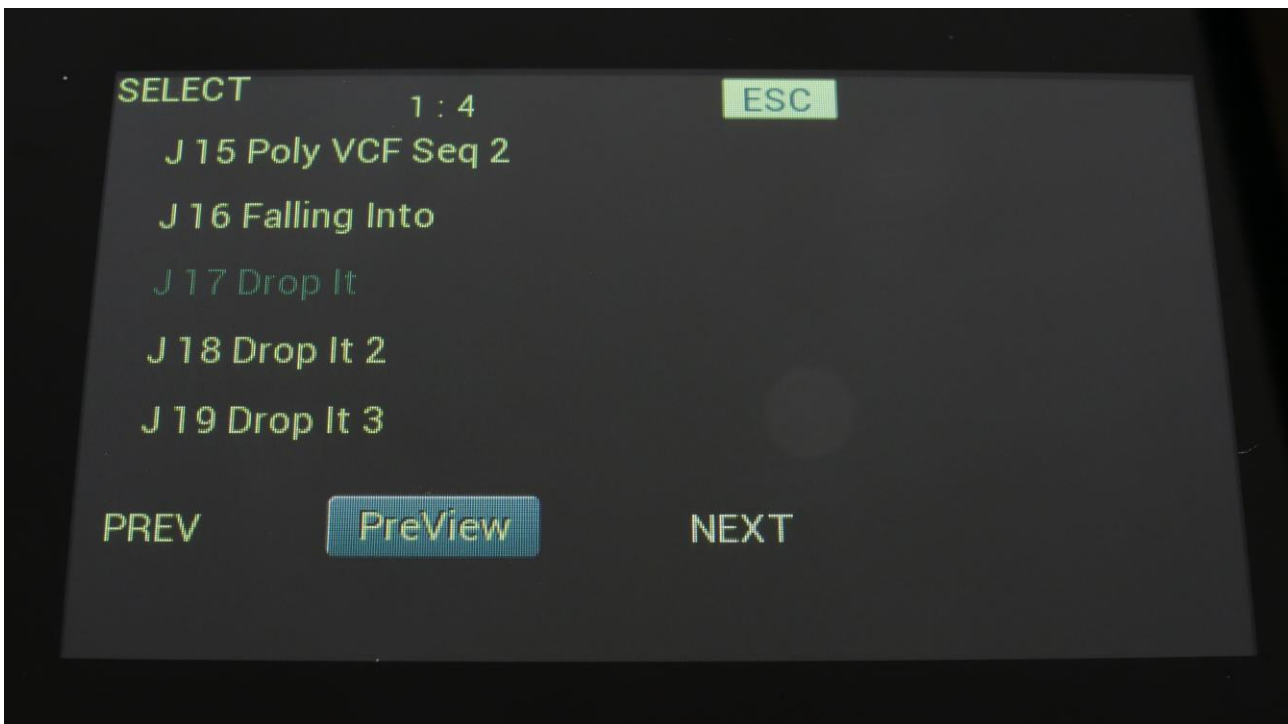 SELECT
1 : 4
ESC
J 15 Poly VCF Seq 2
J 16 Falling Into
J 17 Drop It
J 18 Drop It 2
J 19 Drop It 3
PREV
PreView
NEXT